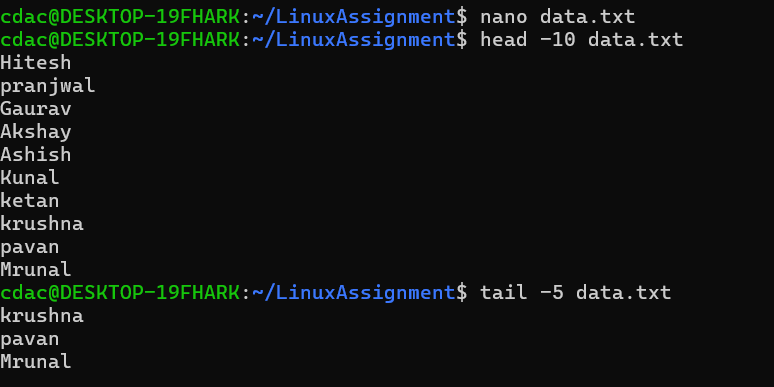 cdac@DESKTOP-19FHARK:~/LinuxAssignment$ nano data.txt
cdac@DESKTOP-19FHARK:~/LinuxAssignment$ head -10 data.txt
Hitesh
pranjwal
Gaurav
Akshay
Ashish
Kunal
ketan
krushna
pavan
Mrunal
cdac@DESKTOP-19FHARK:~/LinuxAssignment$ tail -5 data.txt
krushna
pavan
Mrunal